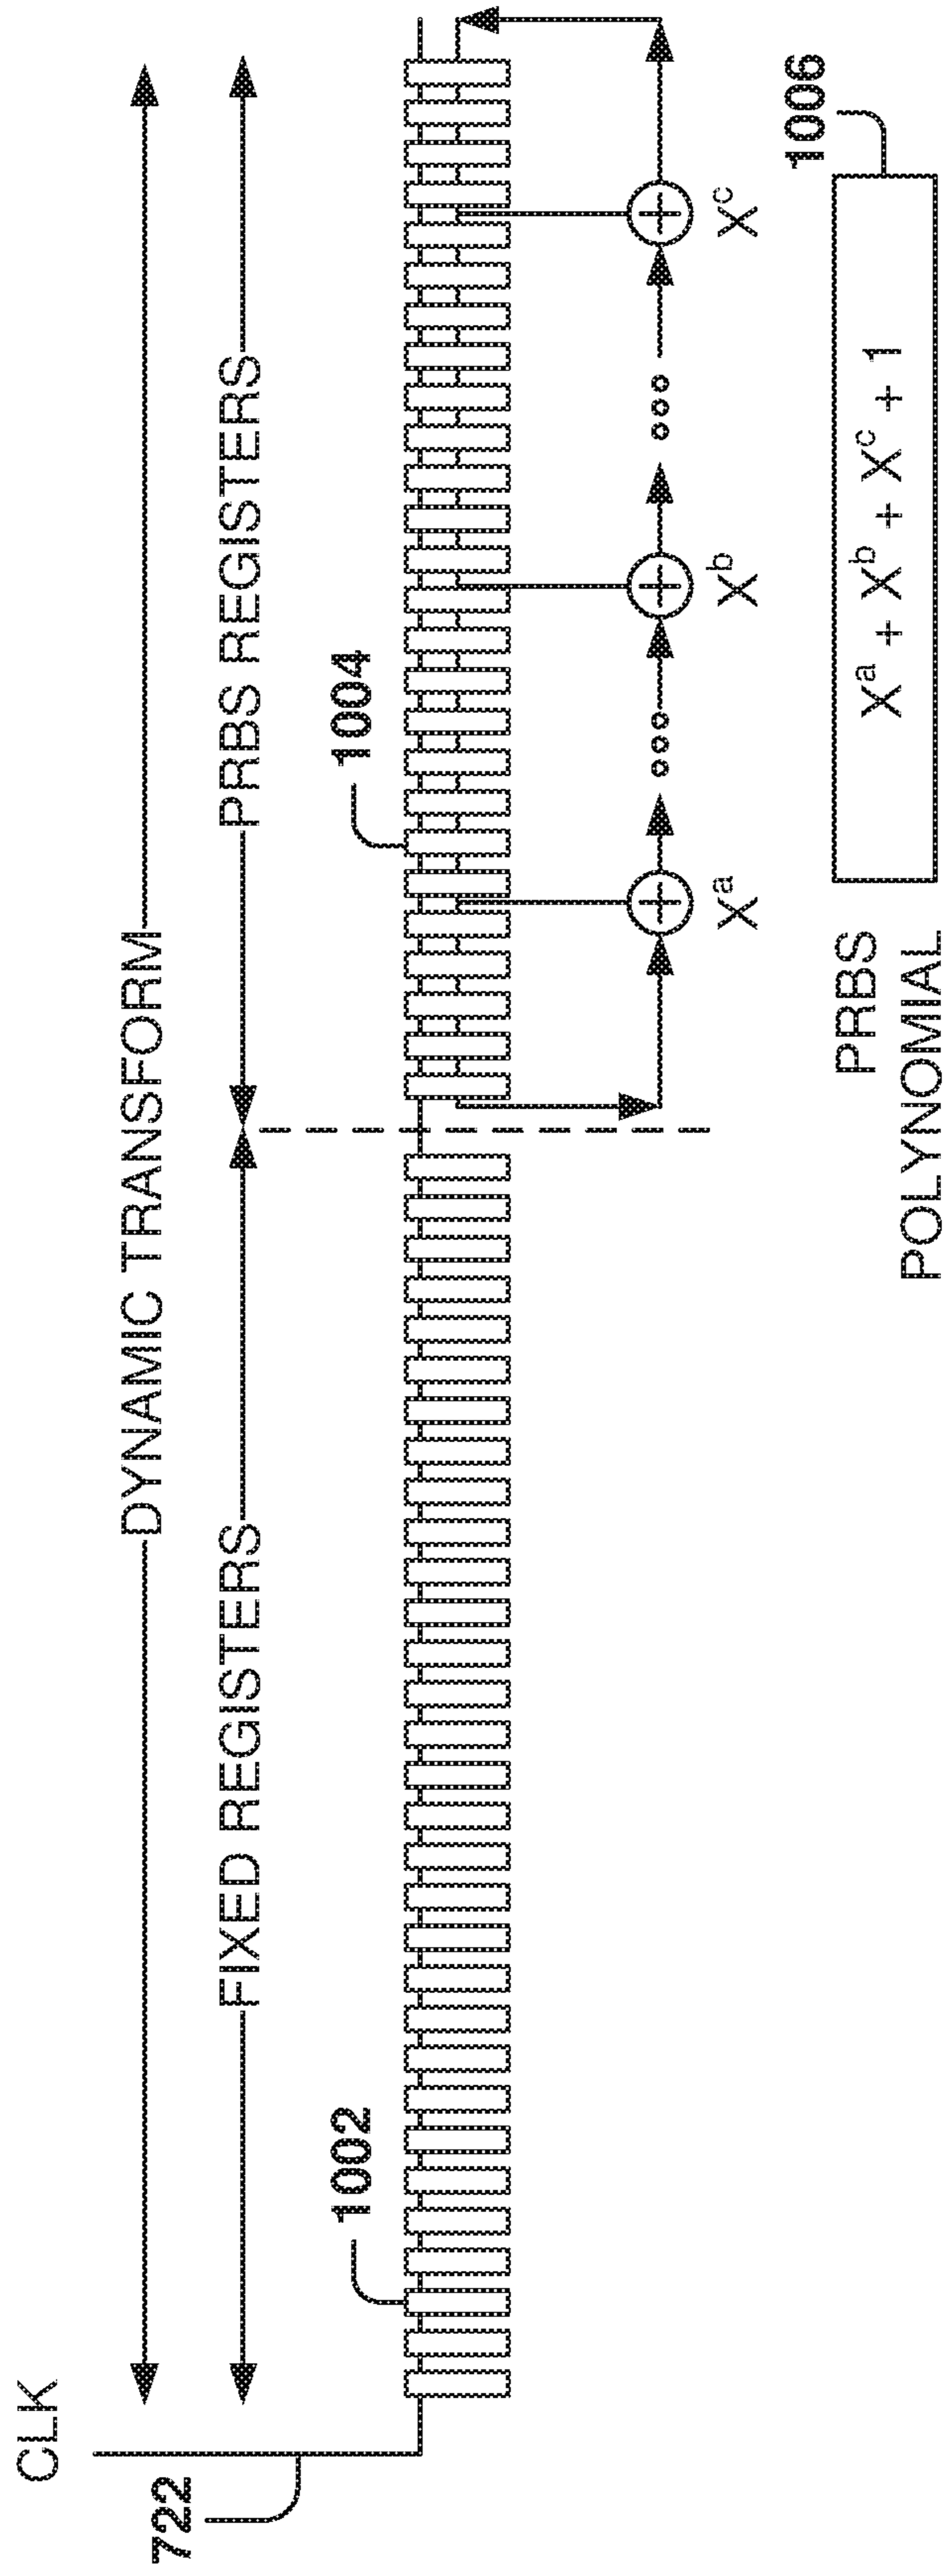 CLK
722
DYNAMIC TRANSFORM
FIXED REGISTERS
PRBS REGISTERS
1002
1004
X^a
X^b
X^c
PRBS
POLYNOMIAL
X^a + X^b + X^c + 1
1006